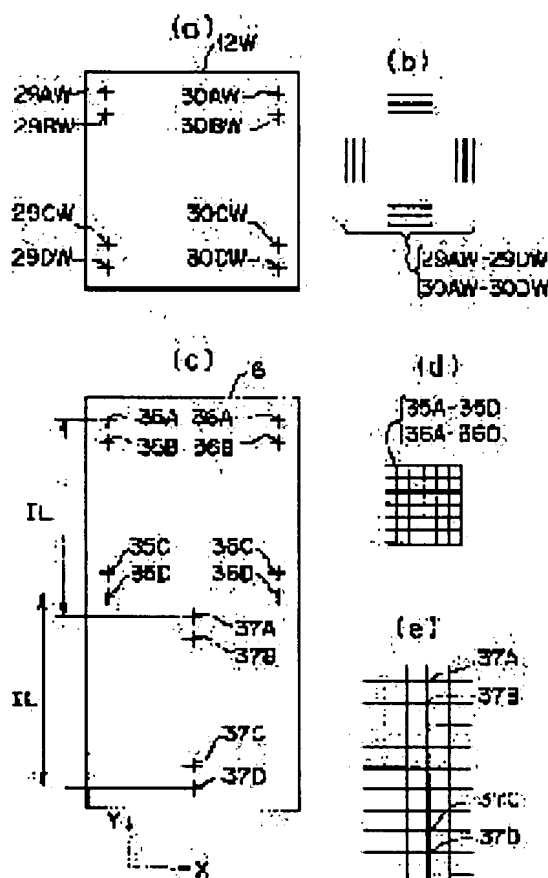 (a)
12W
(b)
29AW 30AW
29BW 30BW
29CW 30CW
29DW 30DW
29AW-29DW
30AW-30DW
(c)
6
(d)
35A 36A
35B 36B
35A-35D
36A-36D
IL
35C 36C
35D 36D
37A
37B
(e)
37A
37B
IL
37C
37D
37C
37D
Y
X